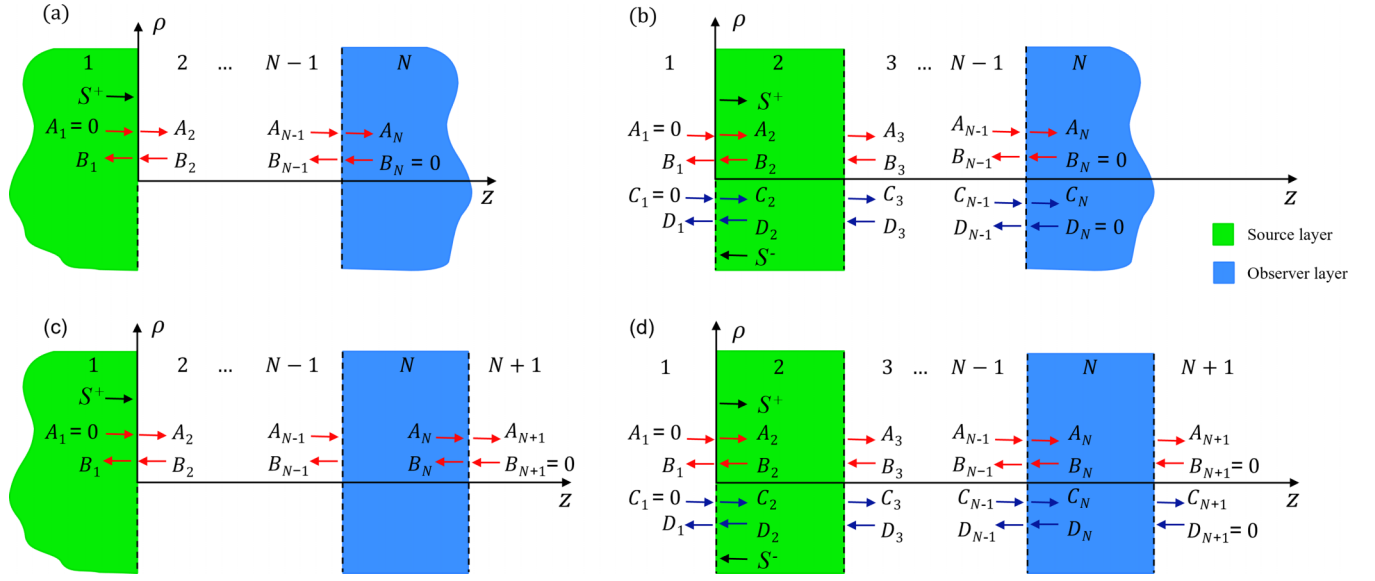 (a)
ρ
1 2 ... N − 1 N
S⁺
A₁ = 0 A₂ A_{N-1} A_N
B₁ B₂ B_{N−1} B_N = 0
z
(b)
ρ
1 2 3 ... N − 1 N
S⁺
A₁ = 0 A₂ A₃ A_{N-1} A_N
B₁ B₂ B₃ B_{N−1} B_N = 0
z
C₁ = 0 C₂ C₃ C_{N-1} C_N
D₁ D₂ D₃ D_{N-1} D_N = 0
S⁻
Source layer
Observer layer
(c)
ρ
1 2 ... N − 1 N N + 1
S⁺
A₁ = 0 A₂ A_{N-1} A_N A_{N+1}
B₁ B₂ B_{N−1} B_N B_{N+1} = 0
z
(d)
ρ
1 2 3 ... N − 1 N N + 1
S⁺
A₁ = 0 A₂ A₃ A_{N-1} A_N A_{N+1}
B₁ B₂ B₃ B_{N−1} B_N B_{N+1} = 0
z
C₁ = 0 C₂ C₃ C_{N-1} C_N C_{N+1}
D₁ D₂ D₃ D_{N-1} D_N D_{N+1} = 0
S⁻